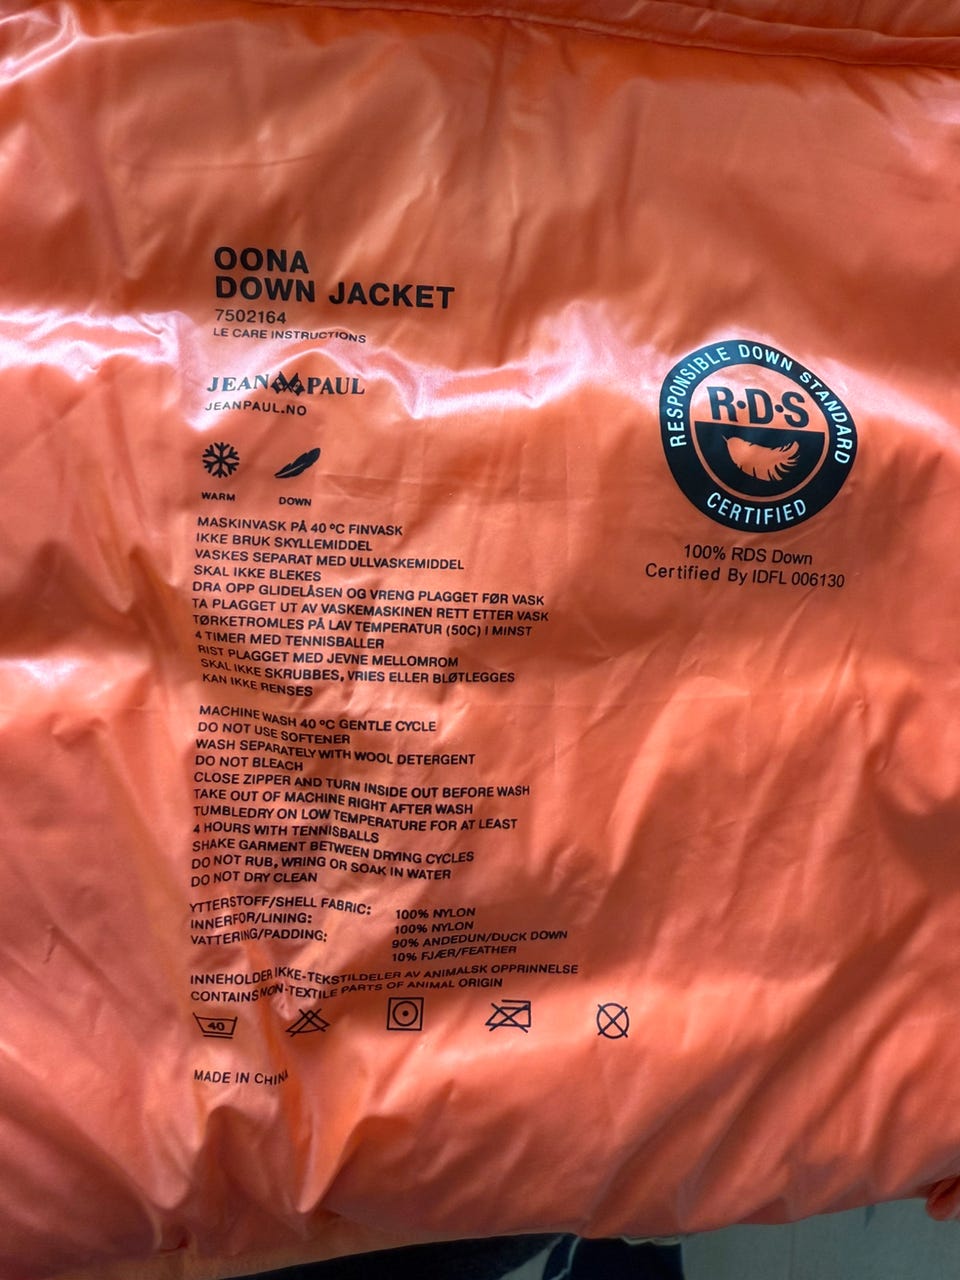 OONA
DOWN JACKET
7502164
LE CARE INSTRUCTIONS
JEAN PAUL
JEANPAUL.NO
WARM DOWN
MASKINVASK PÅ 40 ºC FINVASK
IKKE BRUK SKYLLEMIDDEL
VASKES SEPARAT MED ULLVASKEMIDDEL
SKAL IKKE BLEKES
DRA OPP GLIDELÅSEN OG VRENG PLAGGET FØR VASK
TA PLAGGET UT AV VASKEMASKINEN RETT ETTER VASK
TØRKETROMLES PÅ LAV TEMPERATUR (50C) I MINST
4 TIMER MED TENNISBALLER
RIST PLAGGET MED JEVNE MELLOMROM
SKAL IKKE SKRUBBES, VRIES ELLER BLØTLEGGES
KAN IKKE RENSES
MACHINE WASH 40 ºC GENTLE CYCLE
DO NOT USE SOFTENER
WASH SEPARATELY WITH WOOL DETERGENT
DO NOT BLEACH
CLOSE ZIPPER AND TURN INSIDE OUT BEFORE WASH
TAKE OUT OF MACHINE RIGHT AFTER WASH
TUMBLEDRY ON LOW TEMPERATURE FOR AT LEAST
4 HOURS WITH TENNISBALLS
SHAKE GARMENT BETWEEN DRYING CYCLES
DO NOT RUB, WRING OR SOAK IN WATER
DO NOT DRY CLEAN
YTTERSTOFF/SHELL FABRIC: 100% NYLON
INNERFOR/LINING: 100% NYLON
VATTERING/PADDING: 90% ANDEDUN/DUCK DOWN
10% FJÆR/FEATHER
INNEHOLDER IKKE-TEKSTILDELER AV ANIMALSK OPPRINNELSE
CONTAINS NON-TEXTILE PARTS OF ANIMAL ORIGIN
40
MADE IN CHINA
RESPONSIBLE DOWN STANDARD
R·D·S
CERTIFIED
100% RDS Down
Certified By IDFL 006130